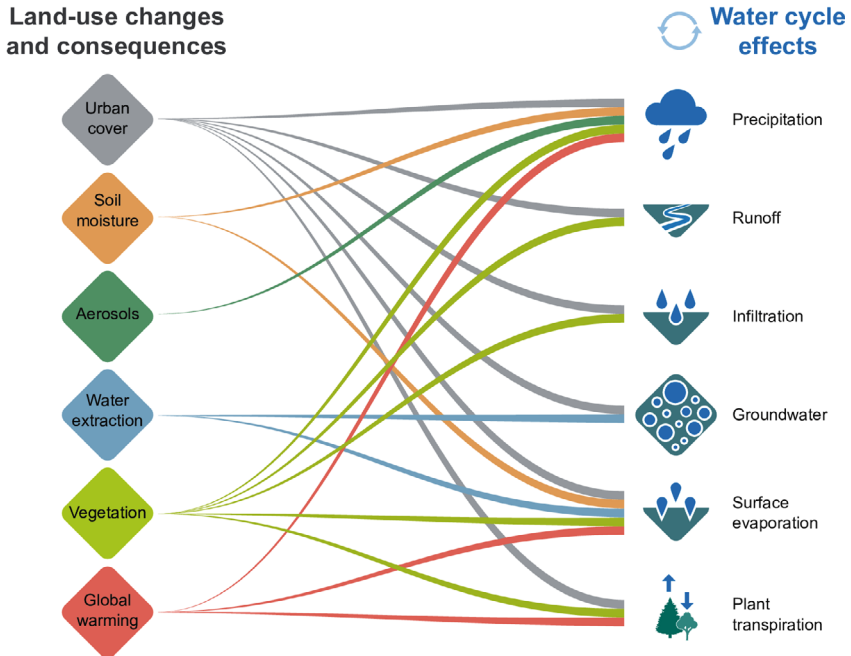 Land-use changes
and consequences
Water cycle
effects
Urban
cover
Soil
moisture
Aerosols
Water
extraction
Vegetation
Global
warming
Precipitation
Runoff
Infiltration
Groundwater
Surface
evaporation
Plant
transpiration